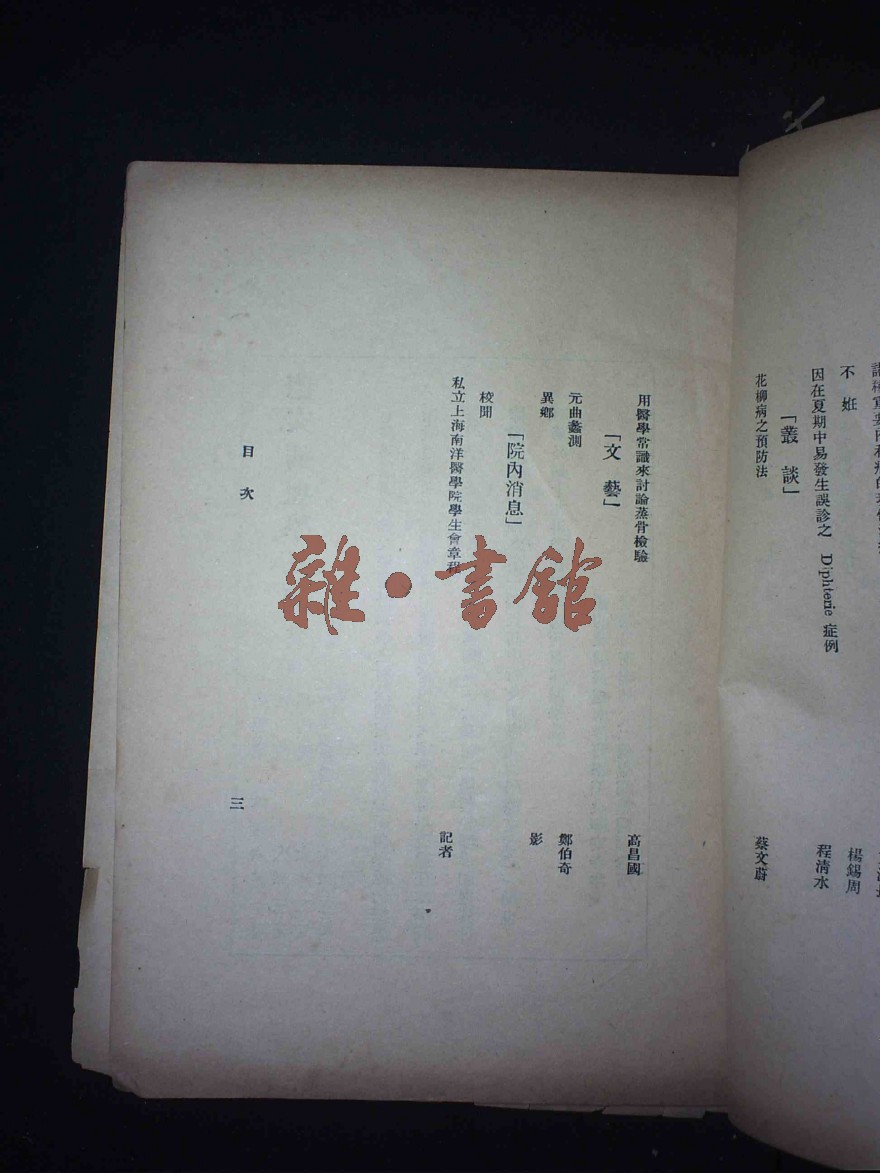 不妊
楊錫周
因在夏期中易發生誤診之 Diphterie 症例
程清水
「叢談」
花柳病之預防法
蔡文蔚
用醫學常識來討論蒸骨檢驗
高昌國
「文藝」
元曲蠡測
鄭伯奇
異鄉
影
「院內消息」
校聞
記者
私立上海南洋醫學院學生會章程
目次
三
雜·書館